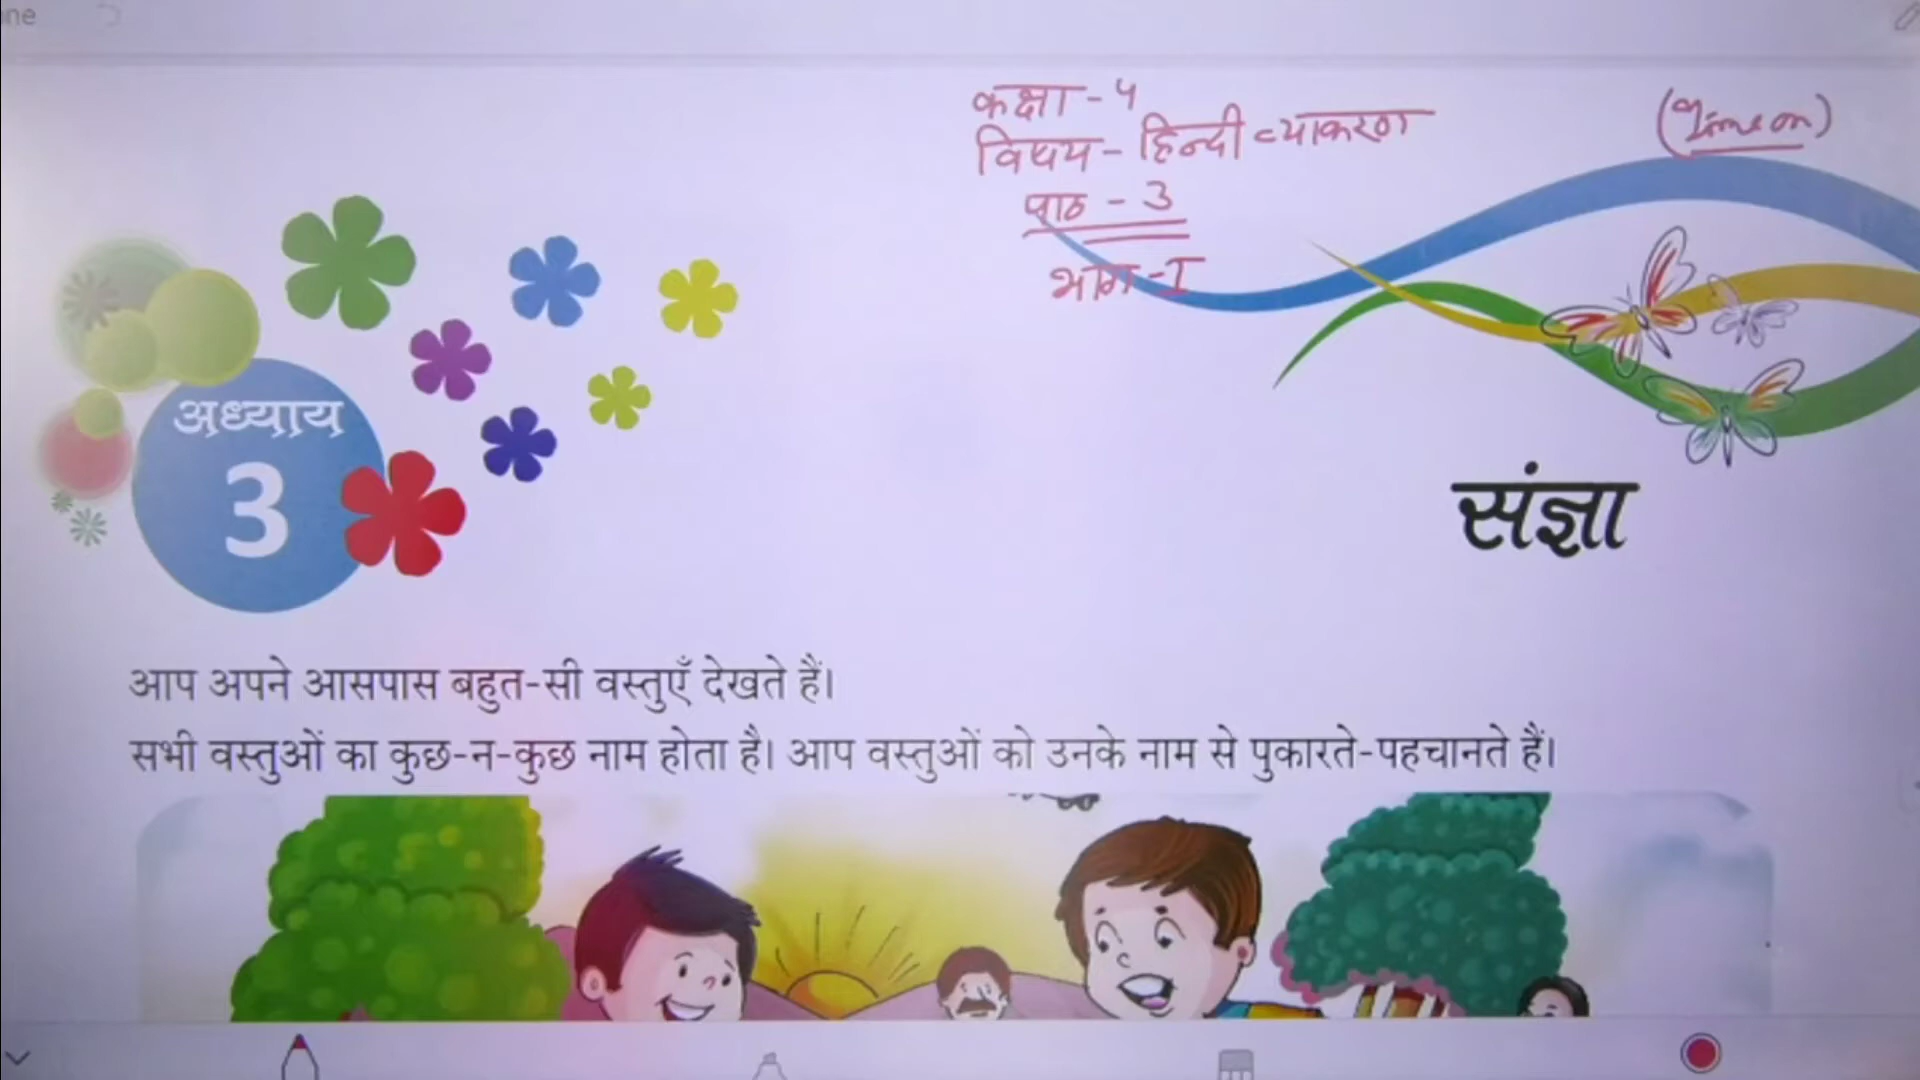 कक्षा - 4
विषय - हिन्दी व्याकरण
पाठ - 3
भाग - I
अध्याय
3
संज्ञा
आप अपने आसपास बहुत-सी वस्तुएँ देखते हैं।
सभी वस्तुओं का कुछ-न-कुछ नाम होता है। आप वस्तुओं को उनके नाम से पुकारते-पहचानते हैं।